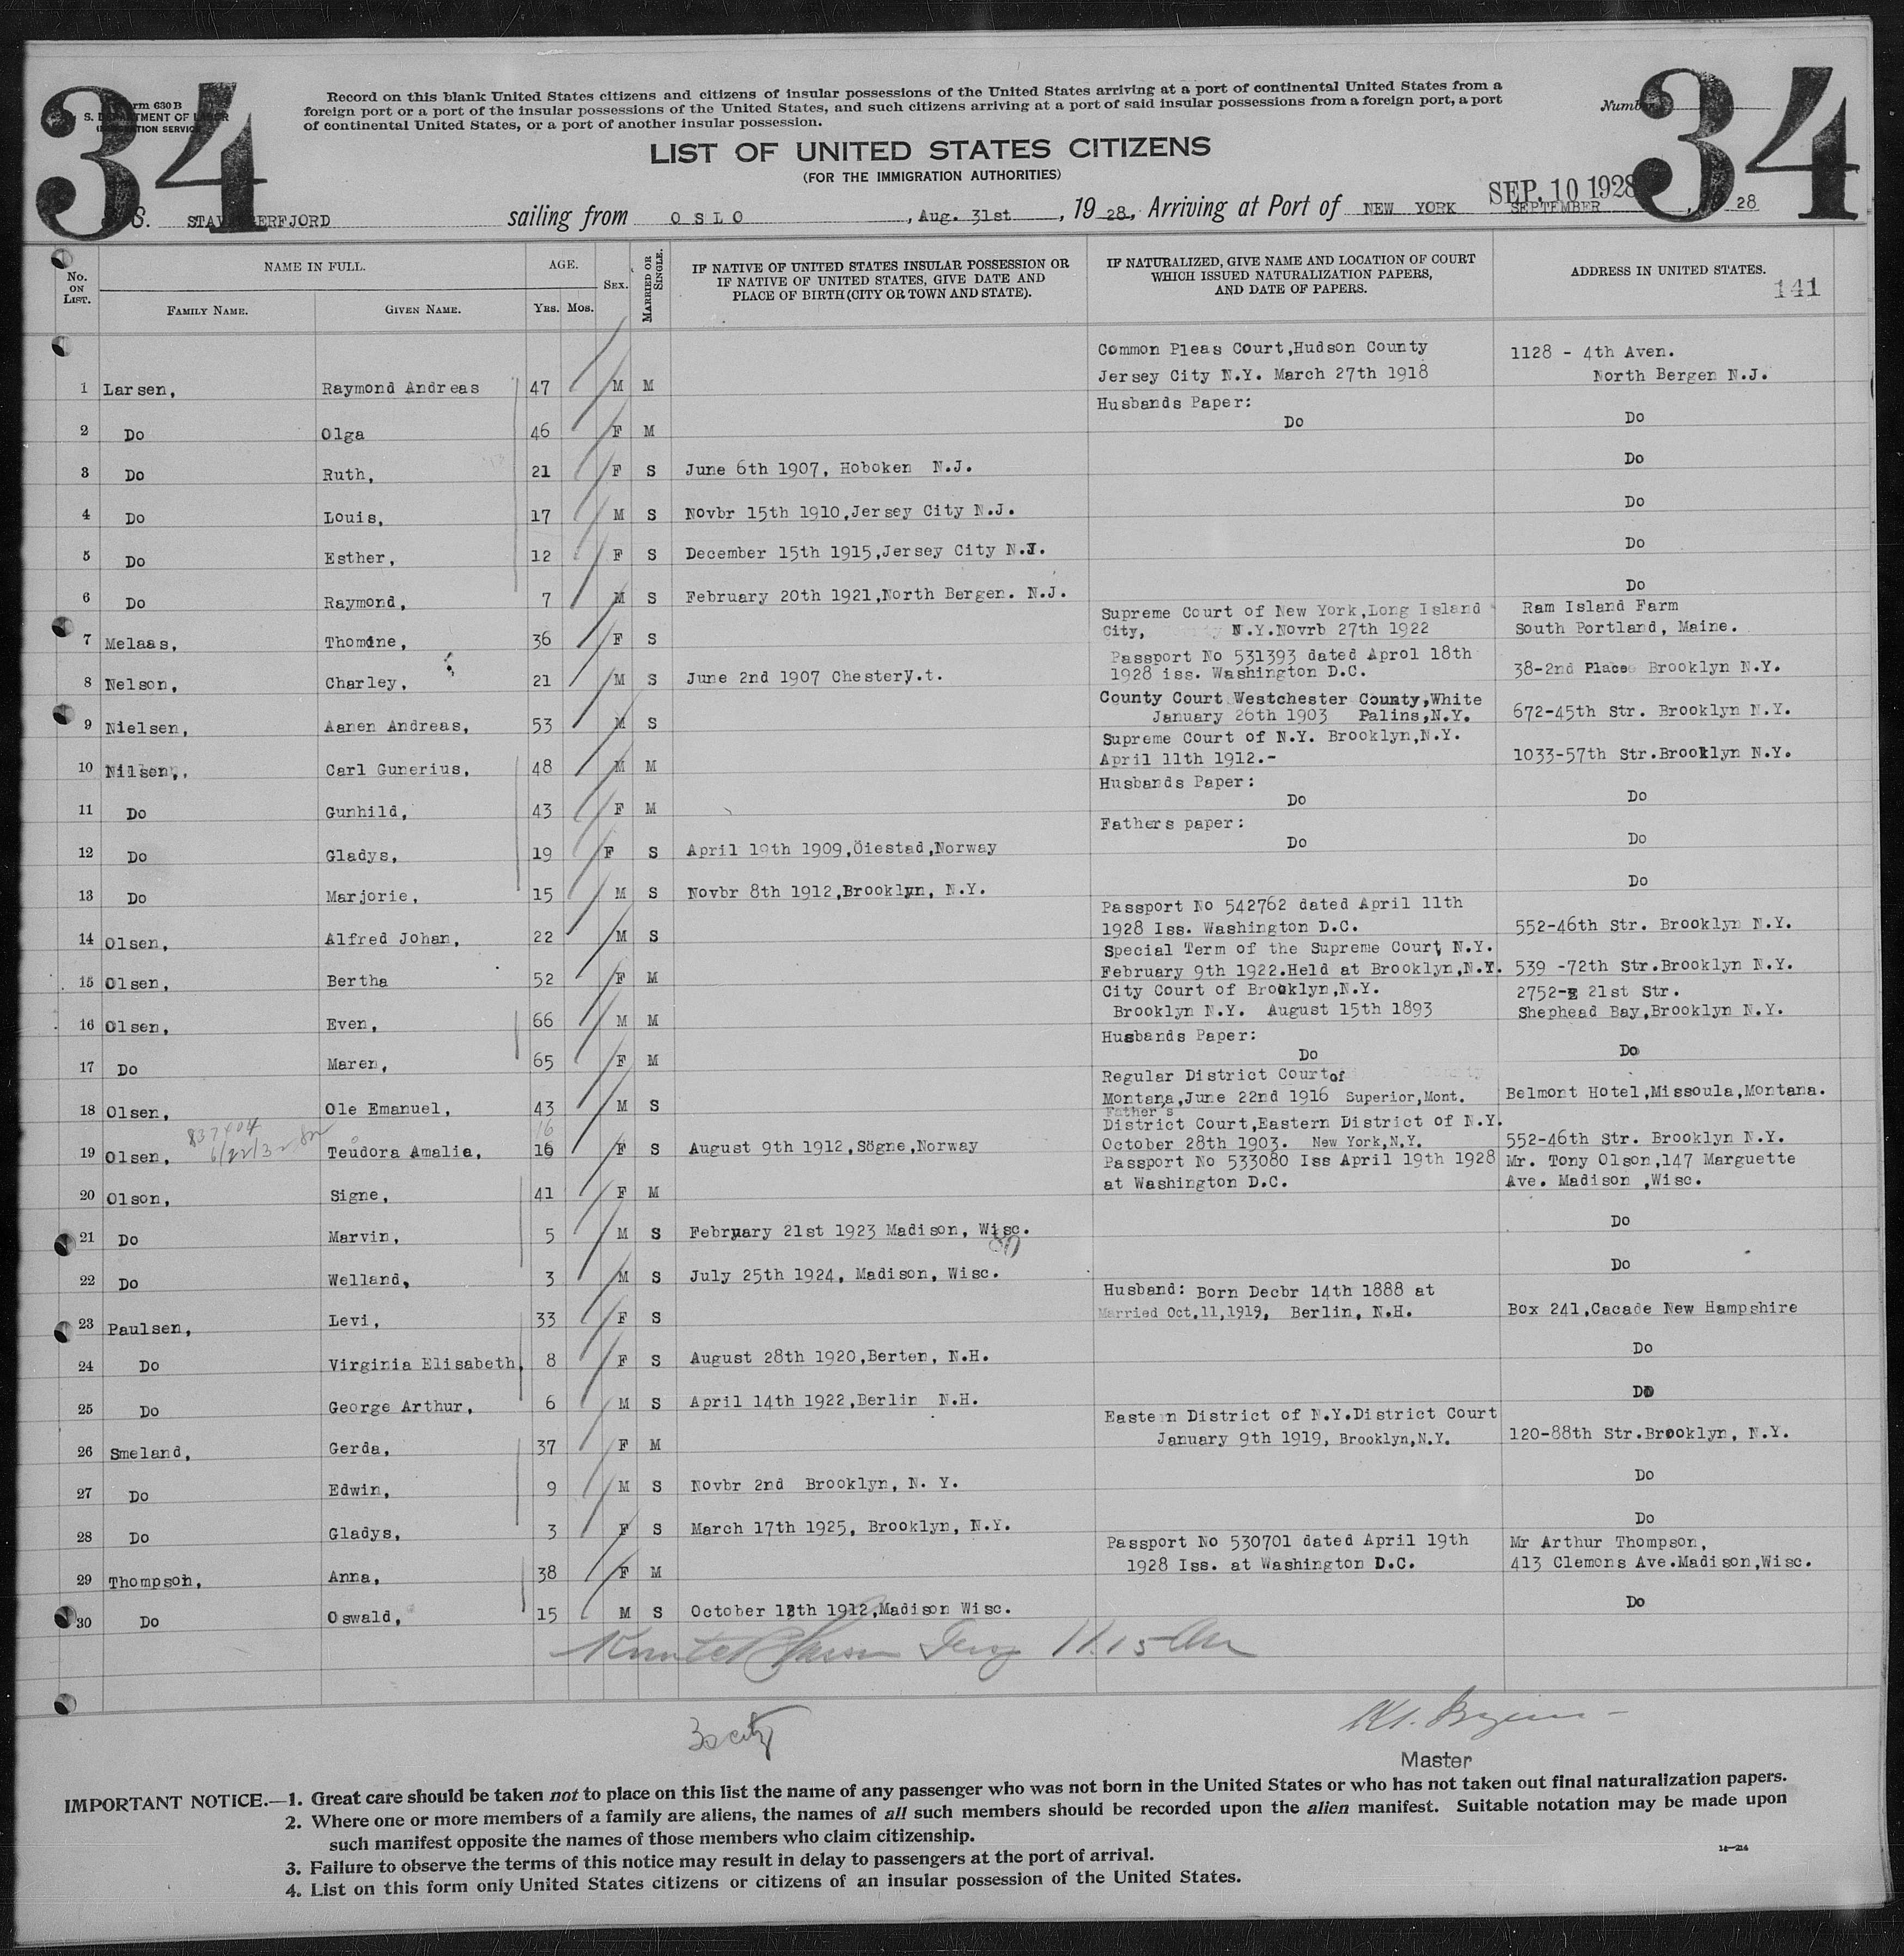 34
34
Form 630 B
U. S. DEPARTMENT OF LABOR
IMMIGRATION SERVICE
Record on this blank United States citizens and citizens of insular possessions of the United States arriving at a port of continental United States from a
foreign port or a port of the insular possessions of the United States, and such citizens arriving at a port of said insular possessions from a foreign port, a port
of continental United States, or a port of another insular possession.
Number
LIST OF UNITED STATES CITIZENS
(FOR THE IMMIGRATION AUTHORITIES)
SEP 10 1928
S. STAVANGERFJORD sailing from OSLO, Aug. 31st, 1928, Arriving at Port of NEW YORK SEPTEMBER, 28
No. ON LIST.
NAME IN FULL.
FAMILY NAME.
GIVEN NAME.
AGE.
YRS. MOS.
SEX.
MARRIED OR SINGLE.
IF NATIVE OF UNITED STATES INSULAR POSSESSION OR
IF NATIVE OF UNITED STATES, GIVE DATE AND
PLACE OF BIRTH (CITY OR TOWN AND STATE).
IF NATURALIZED, GIVE NAME AND LOCATION OF COURT
WHICH ISSUED NATURALIZATION PAPERS,
AND DATE OF PAPERS.
ADDRESS IN UNITED STATES.
141
Common Pleas Court,Hudson County 1128 - 4th Aven.
1 Larsen, Raymond Andreas 47 M M Jersey City N.Y. March 27th 1918 North Bergen N.J.
Husbands Paper:
2 Do Olga 46 F M Do Do
3 Do Ruth, 21 F S June 6th 1907, Hoboken N.J. Do
4 Do Louis, 17 M S Novbr 15th 1910,Jersey City N.J. Do
5 Do Esther, 12 F S December 15th 1915,Jersey City N.J. Do
6 Do Raymond, 7 M S February 20th 1921,North Bergen. N.J. Do
Supreme Court of New York,Long Island Ram Island Farm
7 Melaas, Thomine, 36 F S City, N.Y.Novrb 27th 1922 South Portland, Maine.
Passport No 531393 dated Aprol 18th
8 Nelson, Charley, 21 M S June 2nd 1907 Chestery.t. 1928 iss. Washington D.C. 38-2nd Place Brooklyn N.Y.
County Court Westchester County,White
9 Nielsen, Aanen Andreas, 53 M S January 26th 1903 Palins,N.Y. 672-45th Str. Brooklyn N.Y.
Supreme Court of N.Y. Brooklyn,N.Y.
10 Nilsen,, Carl Gunerius, 48 M M April 11th 1912.- 1033-57th Str.Brooklyn N.Y.
Husbands Paper:
11 Do Gunhild, 43 F M Do Do
Fathers paper:
12 Do Gladys, 19 F S April 19th 1909,Öiestad,Norway Do Do
13 Do Marjorie, 15 M S Novbr 8th 1912,Brooklyn, N.Y. Do
Passport No 542762 dated April 11th
14 Olsen, Alfred Johan, 22 M S 1928 Iss. Washington D.C. 552-46th Str. Brooklyn N.Y.
Special Term of the Supreme Court, N.Y.
15 Olsen, Bertha 52 F M February 9th 1922.Held at Brooklyn,N.Y. 539 -72th Str.Brooklyn N.Y.
City Court of Brooklyn,N.Y. 2752-E 21st Str.
16 Olsen, Even, 66 M M Brooklyn N.Y. August 15th 1893 Shephead Bay,Brooklyn N.Y.
Husbands Paper:
17 Do Maren, 65 F M Do Do
Regular District Court of
18 Olsen, Ole Emanuel, 43 M S Montana,June 22nd 1916 Superior,Mont. Belmont Hotel,Missoula,Montana.
Father's
837404 16 District Court,Eastern District of N.Y.
6/22/32
19 Olsen, Teudora Amalia, 16 F S August 9th 1912,Sögne,Norway October 28th 1903. New York,N.Y. 552-46th Str. Brooklyn N.Y.
Passport No 533080 Iss April 19th 1928 Mr. Tony Olson,147 Marguette
20 Olson, Signe, 41 F M at Washington D.C. Ave. Madison ,Wisc.
21 Do Marvin, 5 M S February 21st 1923 Madison, Wisc. Do
22 Do Welland, 3 M S July 25th 1924, Madison, Wisc. Do
Husband: Born Decbr 14th 1888 at
23 Paulsen, Levi, 33 F S Married Oct.11,1919, Berlin, N.H. Box 241,Cacade New Hampshire
24 Do Virginia Elisabeth, 8 F S August 28th 1920,Berten, N.H. Do
25 Do George Arthur, 6 M S April 14th 1922,Berlin N.H. Do
Eastern District of N.Y.District Court
26 Smeland, Gerda, 37 F M January 9th 1919, Brooklyn,N.Y. 120-88th Str.Brooklyn, N.Y.
27 Do Edwin, 9 M S Novbr 2nd Brooklyn, N. Y. Do
28 Do Gladys, 3 F S March 17th 1925, Brooklyn, N.Y. Do
Passport No 530701 dated April 19th Mr Arthur Thompson,
29 Thompson, Anna, 38 F M 1928 Iss. at Washington D.C. 413 Clemons Ave.Madison,Wisc.
30 Do Oswald, 15 M S October 12th 1912,Madison Wisc. Do
11.15 Am
Master
IMPORTANT NOTICE.—1. Great care should be taken not to place on this list the name of any passenger who was not born in the United States or who has not taken out final naturalization papers.
2. Where one or more members of a family are aliens, the names of all such members should be recorded upon the alien manifest. Suitable notation may be made upon
such manifest opposite the names of those members who claim citizenship.
3. Failure to observe the terms of this notice may result in delay to passengers at the port of arrival.
4. List on this form only United States citizens or citizens of an insular possession of the United States.
14—214